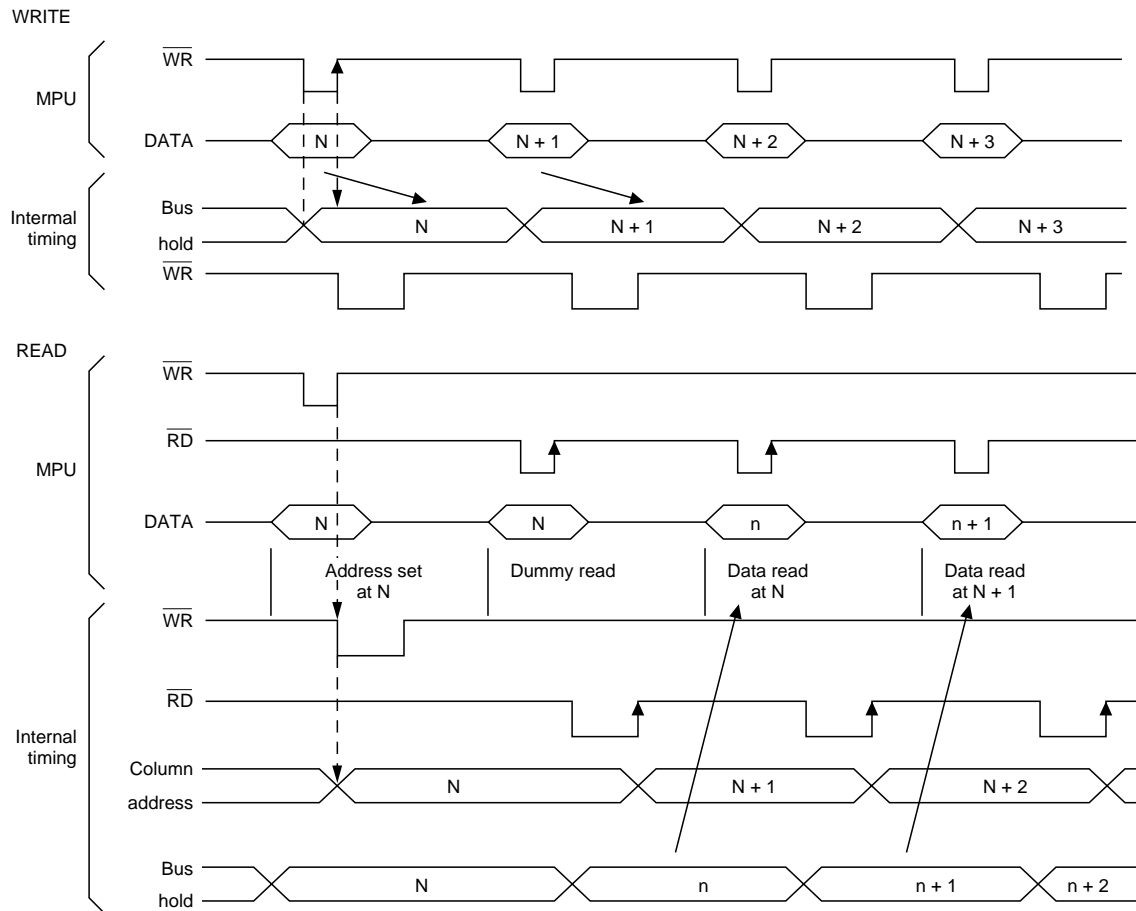 WRITE
WR
MPU
DATA N N + 1 N + 2 N + 3
Internal
timing
Bus
hold
N N + 1 N + 2 N + 3
WR
READ
WR
RD
MPU
DATA N N n n + 1
Address set
at N
Dummy read
Data read
at N
Data read
at N + 1
WR
RD
Internal
timing
Column
address
N N + 1 N + 2
Bus
hold
N n n + 1 n + 2